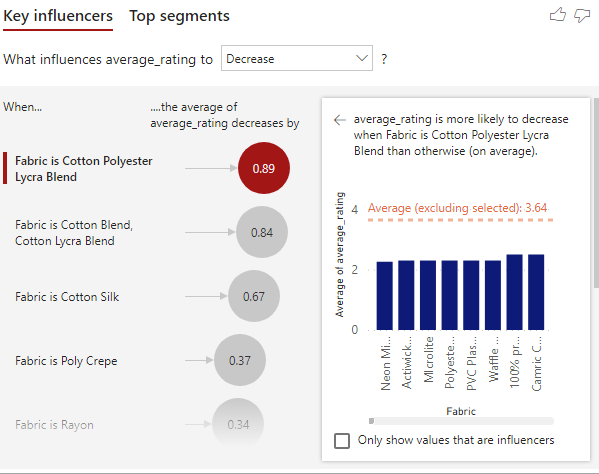 Key influencers Top segments
What influences average_rating to Decrease ?
When...
....the average of
average_rating decreases by
Fabric is Cotton Polyester
Lycra Blend
0.89
Fabric is Cotton Blend,
Cotton Lycra Blend
0.84
Fabric is Cotton Silk
0.67
Fabric is Poly Crepe
0.37
Fabric is Rayon
0.34
average_rating is more likely to decrease
when Fabric is Cotton Polyester Lycra
Blend than otherwise (on average).
Average of average_rating
4
2
0
Average (excluding selected): 3.64
Neon Mi...
Actiwick...
MIcrolite
Polyeste...
PVC Plas...
Waffle ...
100% pr...
Camric C...
Fabric
Only show values that are influencers